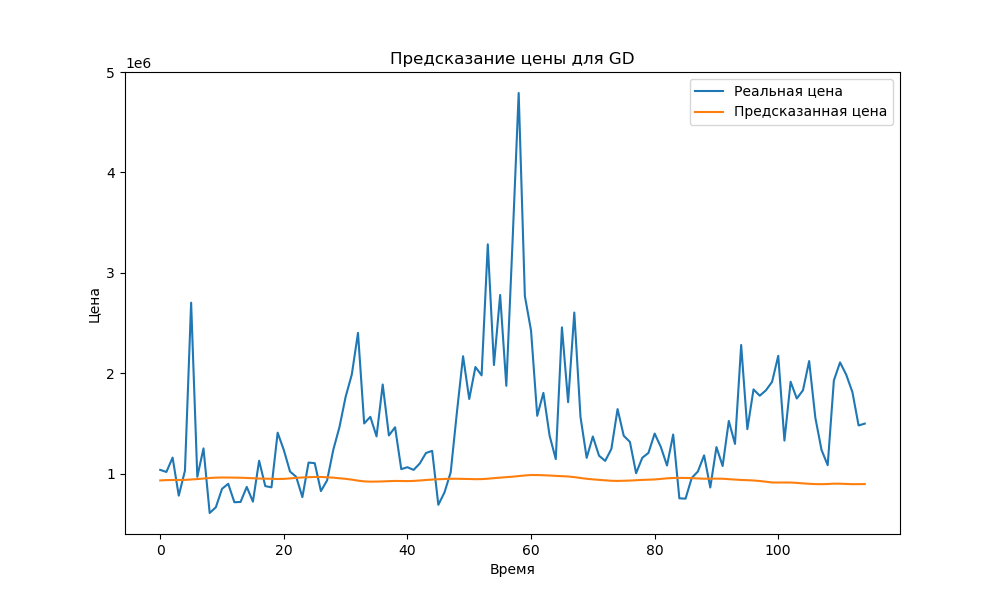 Предсказание цены для GD
1e6
Реальная цена
Предсказанная цена
5
4
3
2
1
Цена
0 20 40 60 80 100
Время